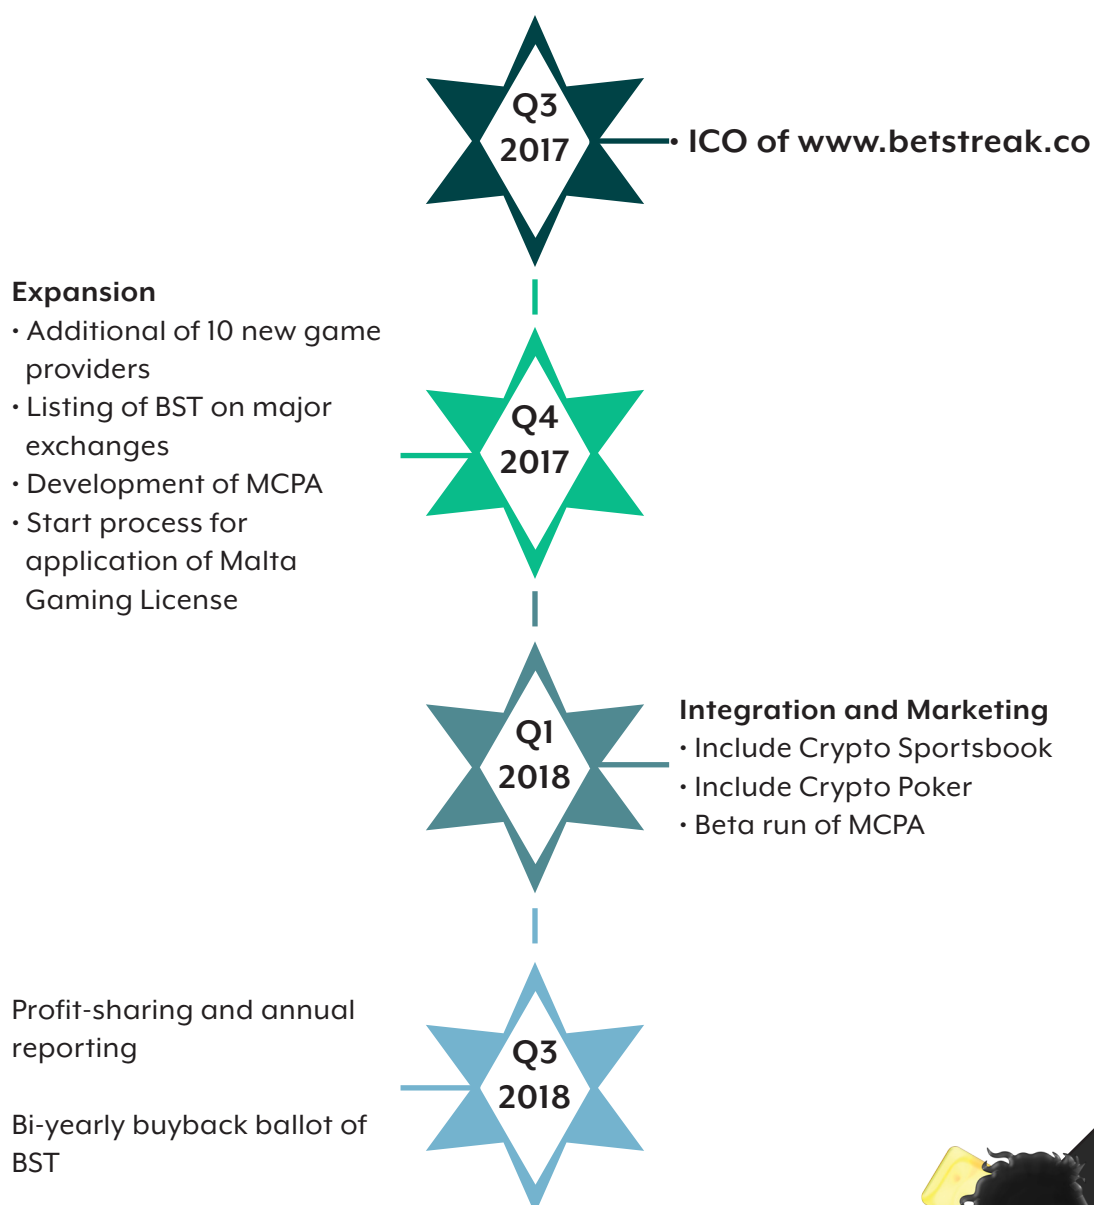 Q3
2017
• ICO of www.betstreak.co
Expansion
• Additional of 10 new game
providers
• Listing of BST on major
exchanges
• Development of MCPA
• Start process for
application of Malta
Gaming License
Q4
2017
Q1
2018
Integration and Marketing
• Include Crypto Sportsbook
• Include Crypto Poker
• Beta run of MCPA
Profit-sharing and annual
reporting
Bi-yearly buyback ballot of
BST
Q3
2018